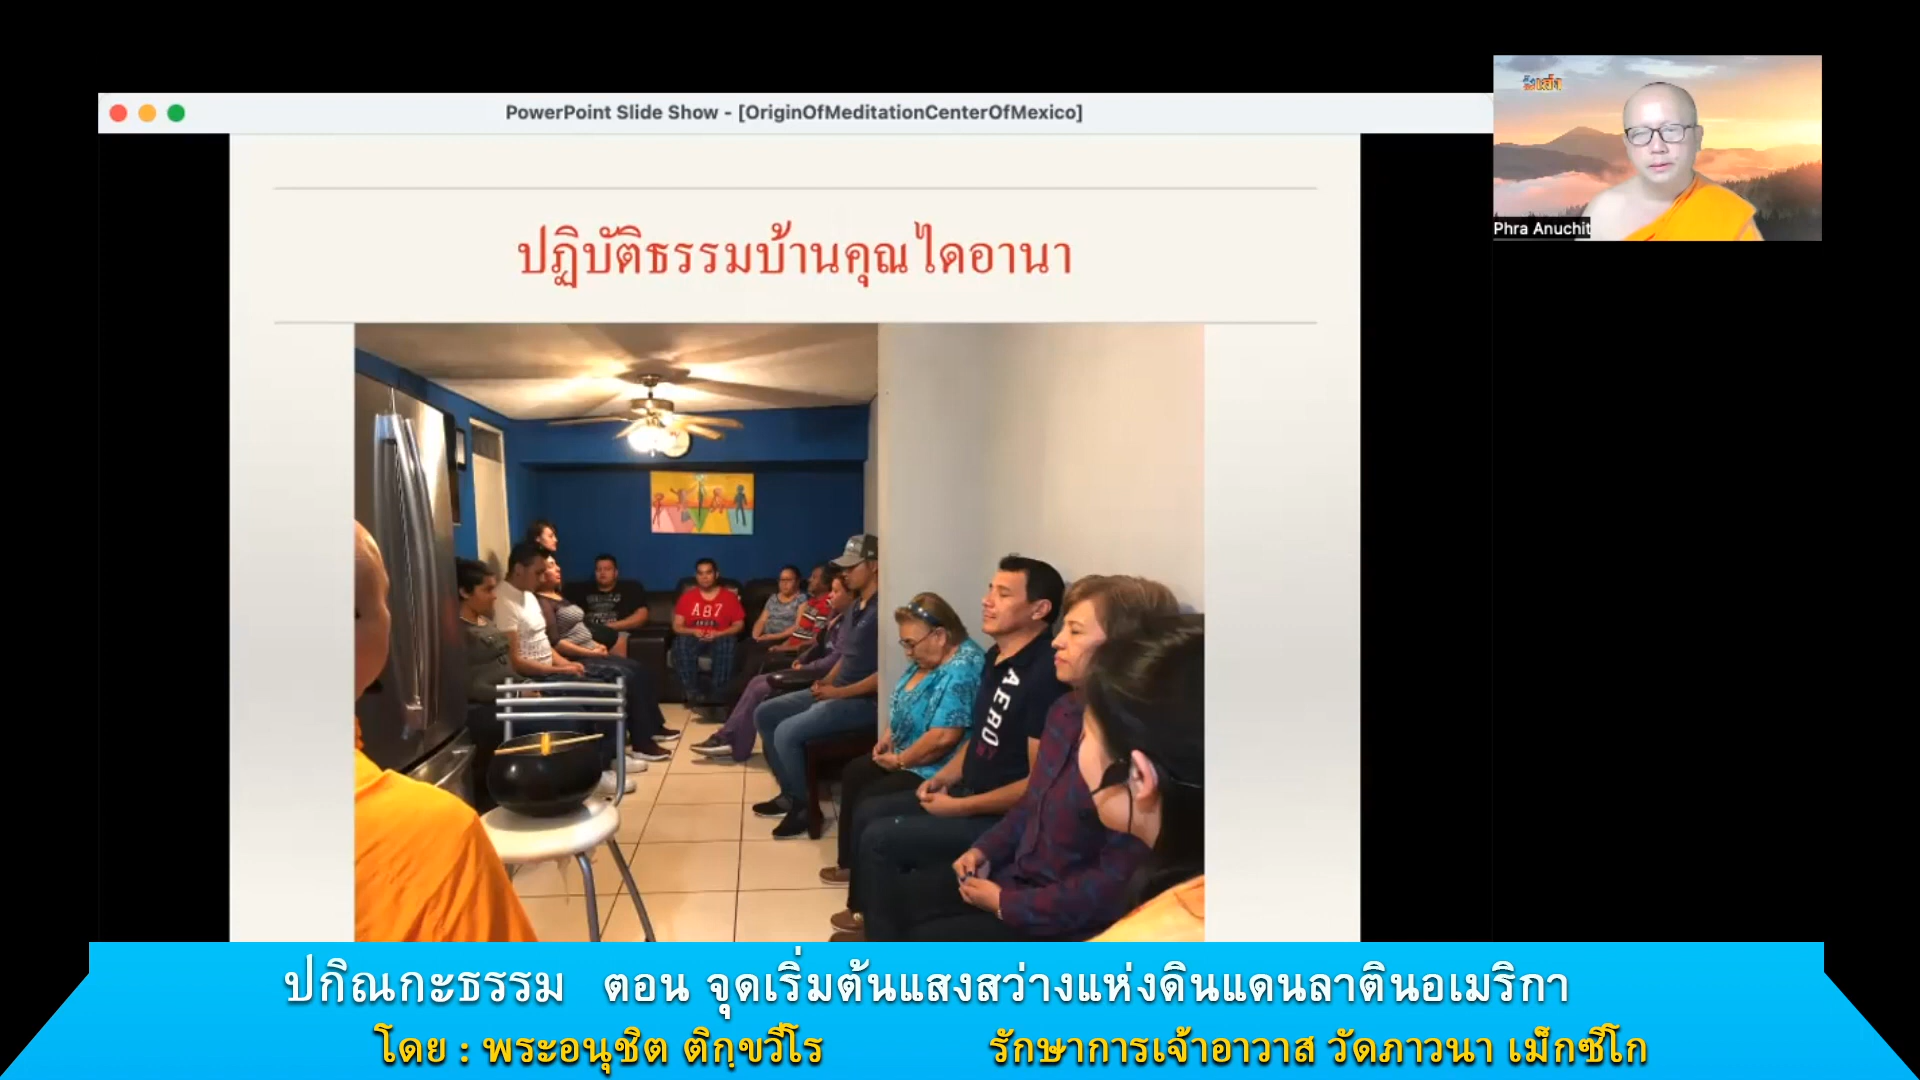 PowerPoint Slide Show - [OriginOfMeditationCenterOfMexico]
Phra Anuchit
ปฏิบัติธรรมบ้านคุณไดอานา
A87
AERO
ปกิณกะธรรม ตอน จุดเริ่มต้นแสงสว่างแห่งดินแดนลาตินอเมริกา
โดย : พระอนุชิต ติกฺขวีโร รักษาการเจ้าอาวาส วัดภาวนา เม็กซีโก